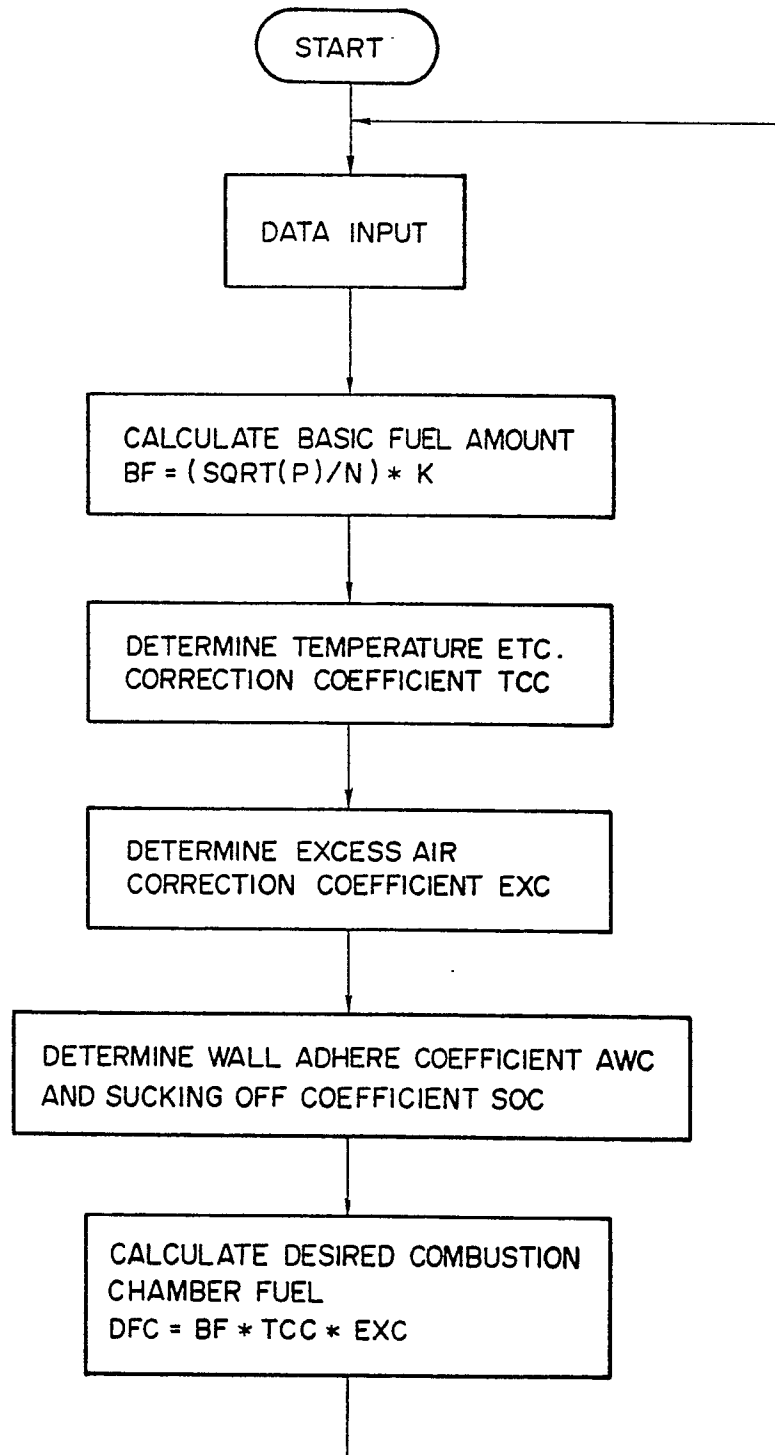 START
DATA INPUT
CALCULATE BASIC FUEL AMOUNT
BF = (SQRT(P)/N) * K
DETERMINE TEMPERATURE ETC.
CORRECTION COEFFICIENT TCC
DETERMINE EXCESS AIR
CORRECTION COEFFICIENT EXC
DETERMINE WALL ADHERE COEFFICIENT AWC
AND SUCKING OFF COEFFICIENT SOC
CALCULATE DESIRED COMBUSTION
CHAMBER FUEL
DFC = BF * TCC * EXC